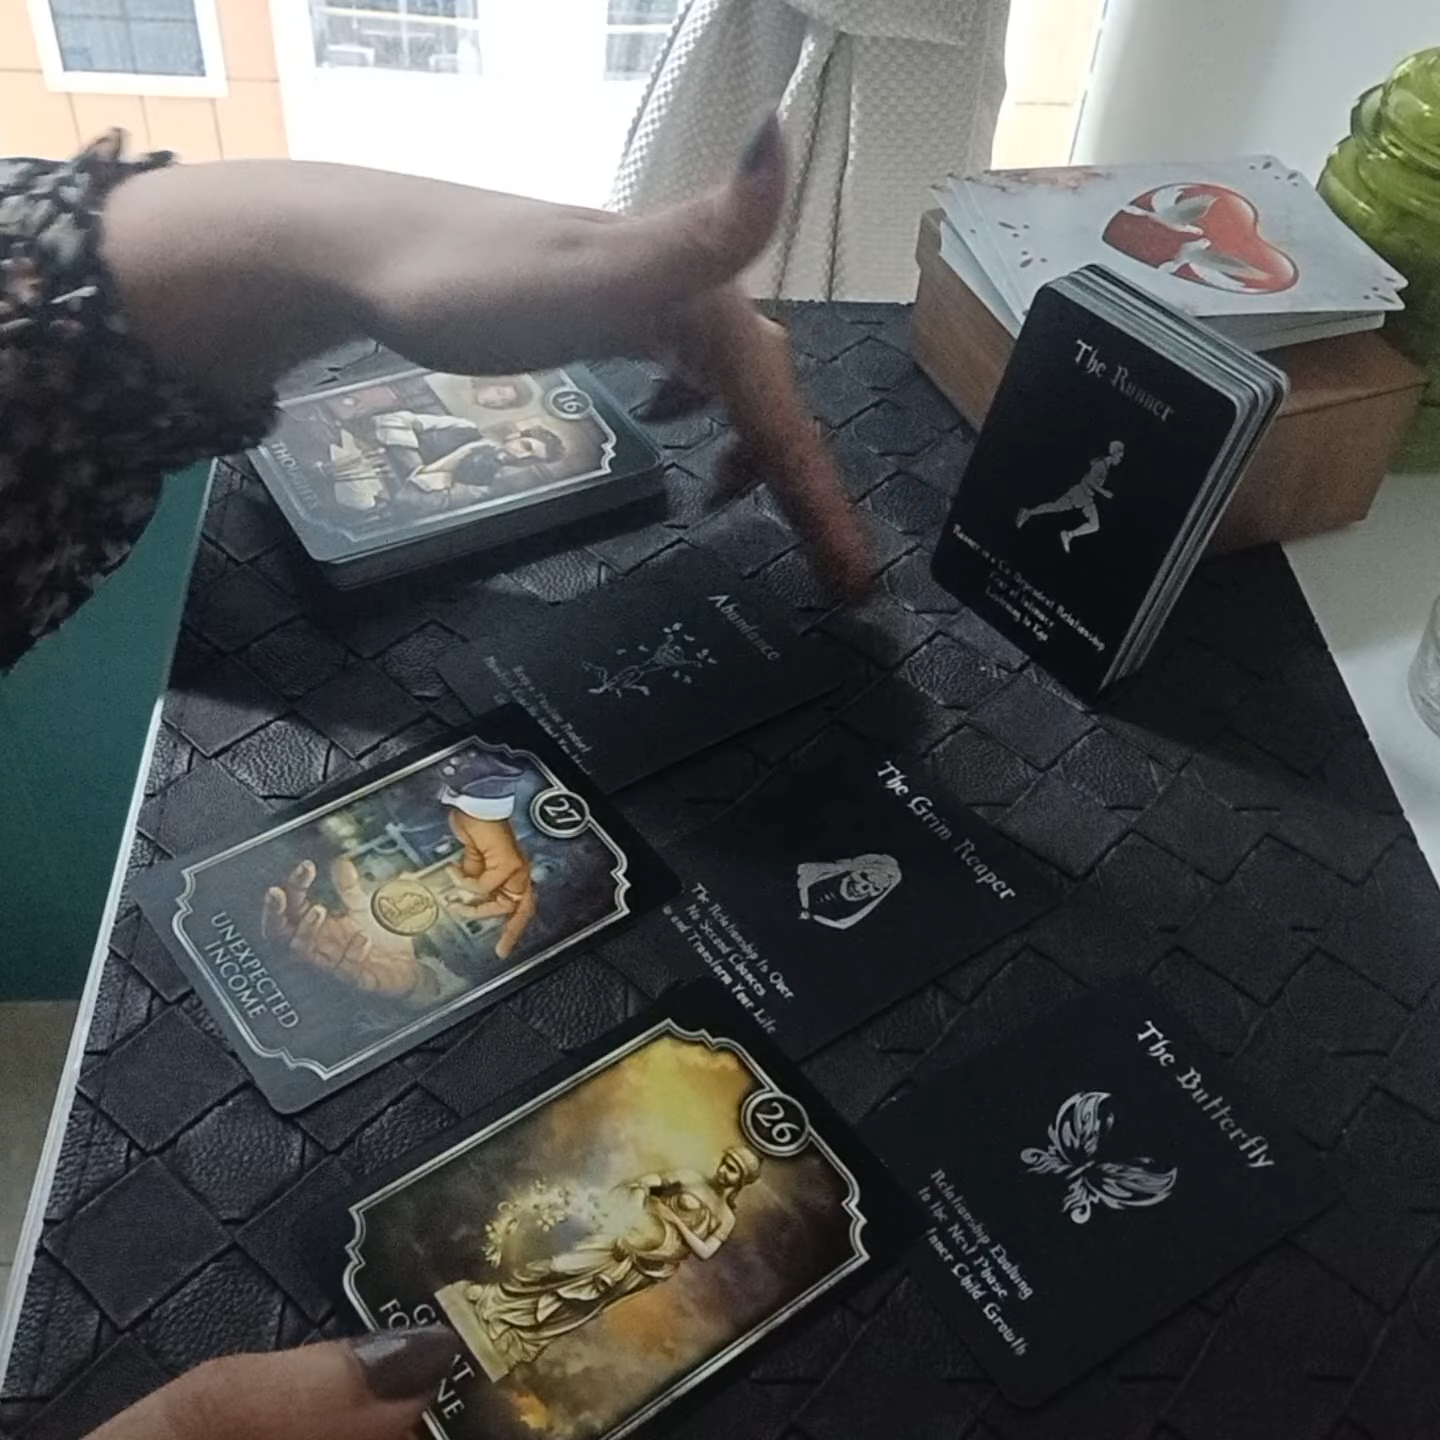 16
THOUGHTS
The Runner
Runner in a Co-Dependent Relationship
Fear of Intimacy
Listening to Ego
Abundance
27
UNEXPECTED
INCOME
The Grim Reaper
The Relationship Is Over
No Second Chances
and Transform Your Life
26
The Butterfly
Relationship Evolving
to the Next Phase
Inner Child Growth